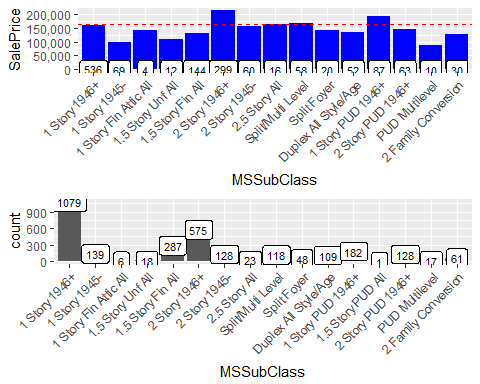 SalePrice
250,000
200,000
150,000
100,000
50,000
0
536 69 4 12 144 299 60 16 58 20 52 87 63 10 30
1 Story 1946+
1 Story 1945-
1 Story Fin Attic All
1.5 Story Unf All
1.5 Story Fin All
2 Story 1946+
2 Story 1945-
2.5 Story All
Split/Multi Level
Split Foyer
Duplex All Style/Age
1 Story PUD 1946+
2 Story PUD 1946+
PUD Multilevel
2 Family Conversion
MSSubClass
count
900
600
300
0
1079 139 6 18 287 575 128 23 118 48 109 182 1 128 17 61
1 Story 1946+
1 Story 1945-
1 Story Fin Attic All
1.5 Story Unf All
1.5 Story Fin All
2 Story 1946+
2 Story 1945-
2.5 Story All
Split/Multi Level
Split Foyer
Duplex All Style/Age
1 Story PUD 1946+
1.5 Story PUD All
2 Story PUD 1946+
PUD Multilevel
2 Family Conversion
MSSubClass